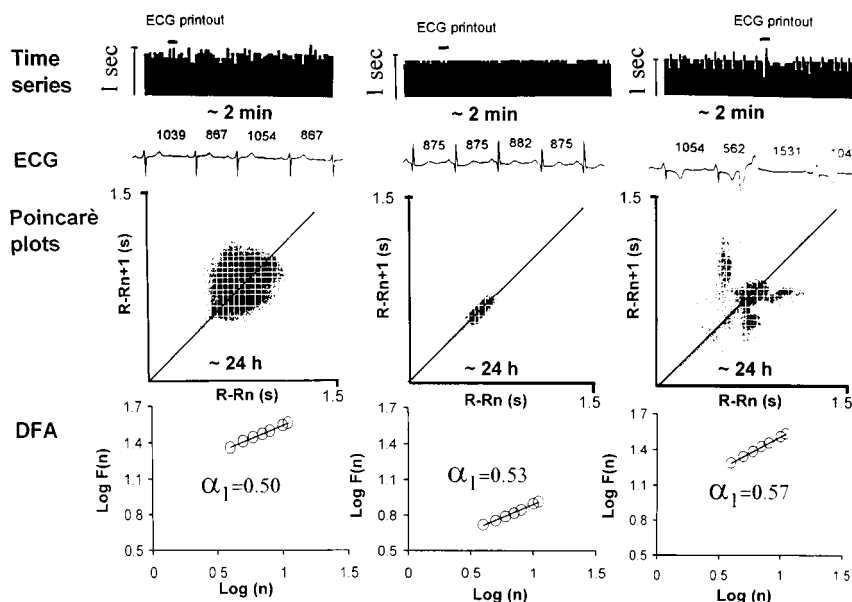 ECG printout ECG printout ECG printout
Time series
1 sec 1 sec 1 sec
~ 2 min ~ 2 min ~ 2 min
ECG
1039 867 1054 867
875 875 882 875
1054 562 1531 104
Poincarè plots
1.5 1.5 1.5
R-Rn+1 (s) R-Rn+1 (s) R-Rn+1 (s)
~ 24 h ~ 24 h ~ 24 h
R-Rn (s) 1.5 R-Rn (s) 1.5 R-Rn (s) 1.5
DFA
1.7 1.7 1.7
1.4 1.4 1.4
1.1 1.1 1.1
0.8 0.8 0.8
0.5 0.5 0.5
Log F(n) Log F(n) Log F(n)
α1=0.50 α1=0.53 α1=0.57
0 0.5 1 1.5 0 0.5 1 1.5 0 0.5 1 1.5
Log (n) Log (n) Log (n)